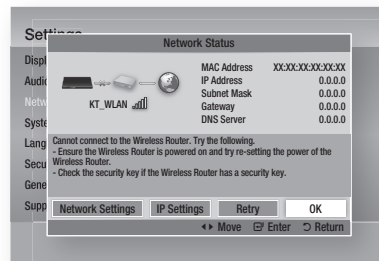 Settings
Network Status
Displ
Audio
Netw
Syste
Lang
Secu
Gene
Supp
KT_WLAN
MAC Address XX:XX:XX:XX:XX:XX
IP Address 0.0.0.0
Subnet Mask 0.0.0.0
Gateway 0.0.0.0
DNS Server 0.0.0.0
Cannot connect to the Wireless Router. Try the following.
- Ensure the Wireless Router is powered on and try re-setting the power of the
Wireless Router.
- Check the security key if the Wireless Router has a security key.
Network Settings IP Settings Retry OK
Move Enter Return